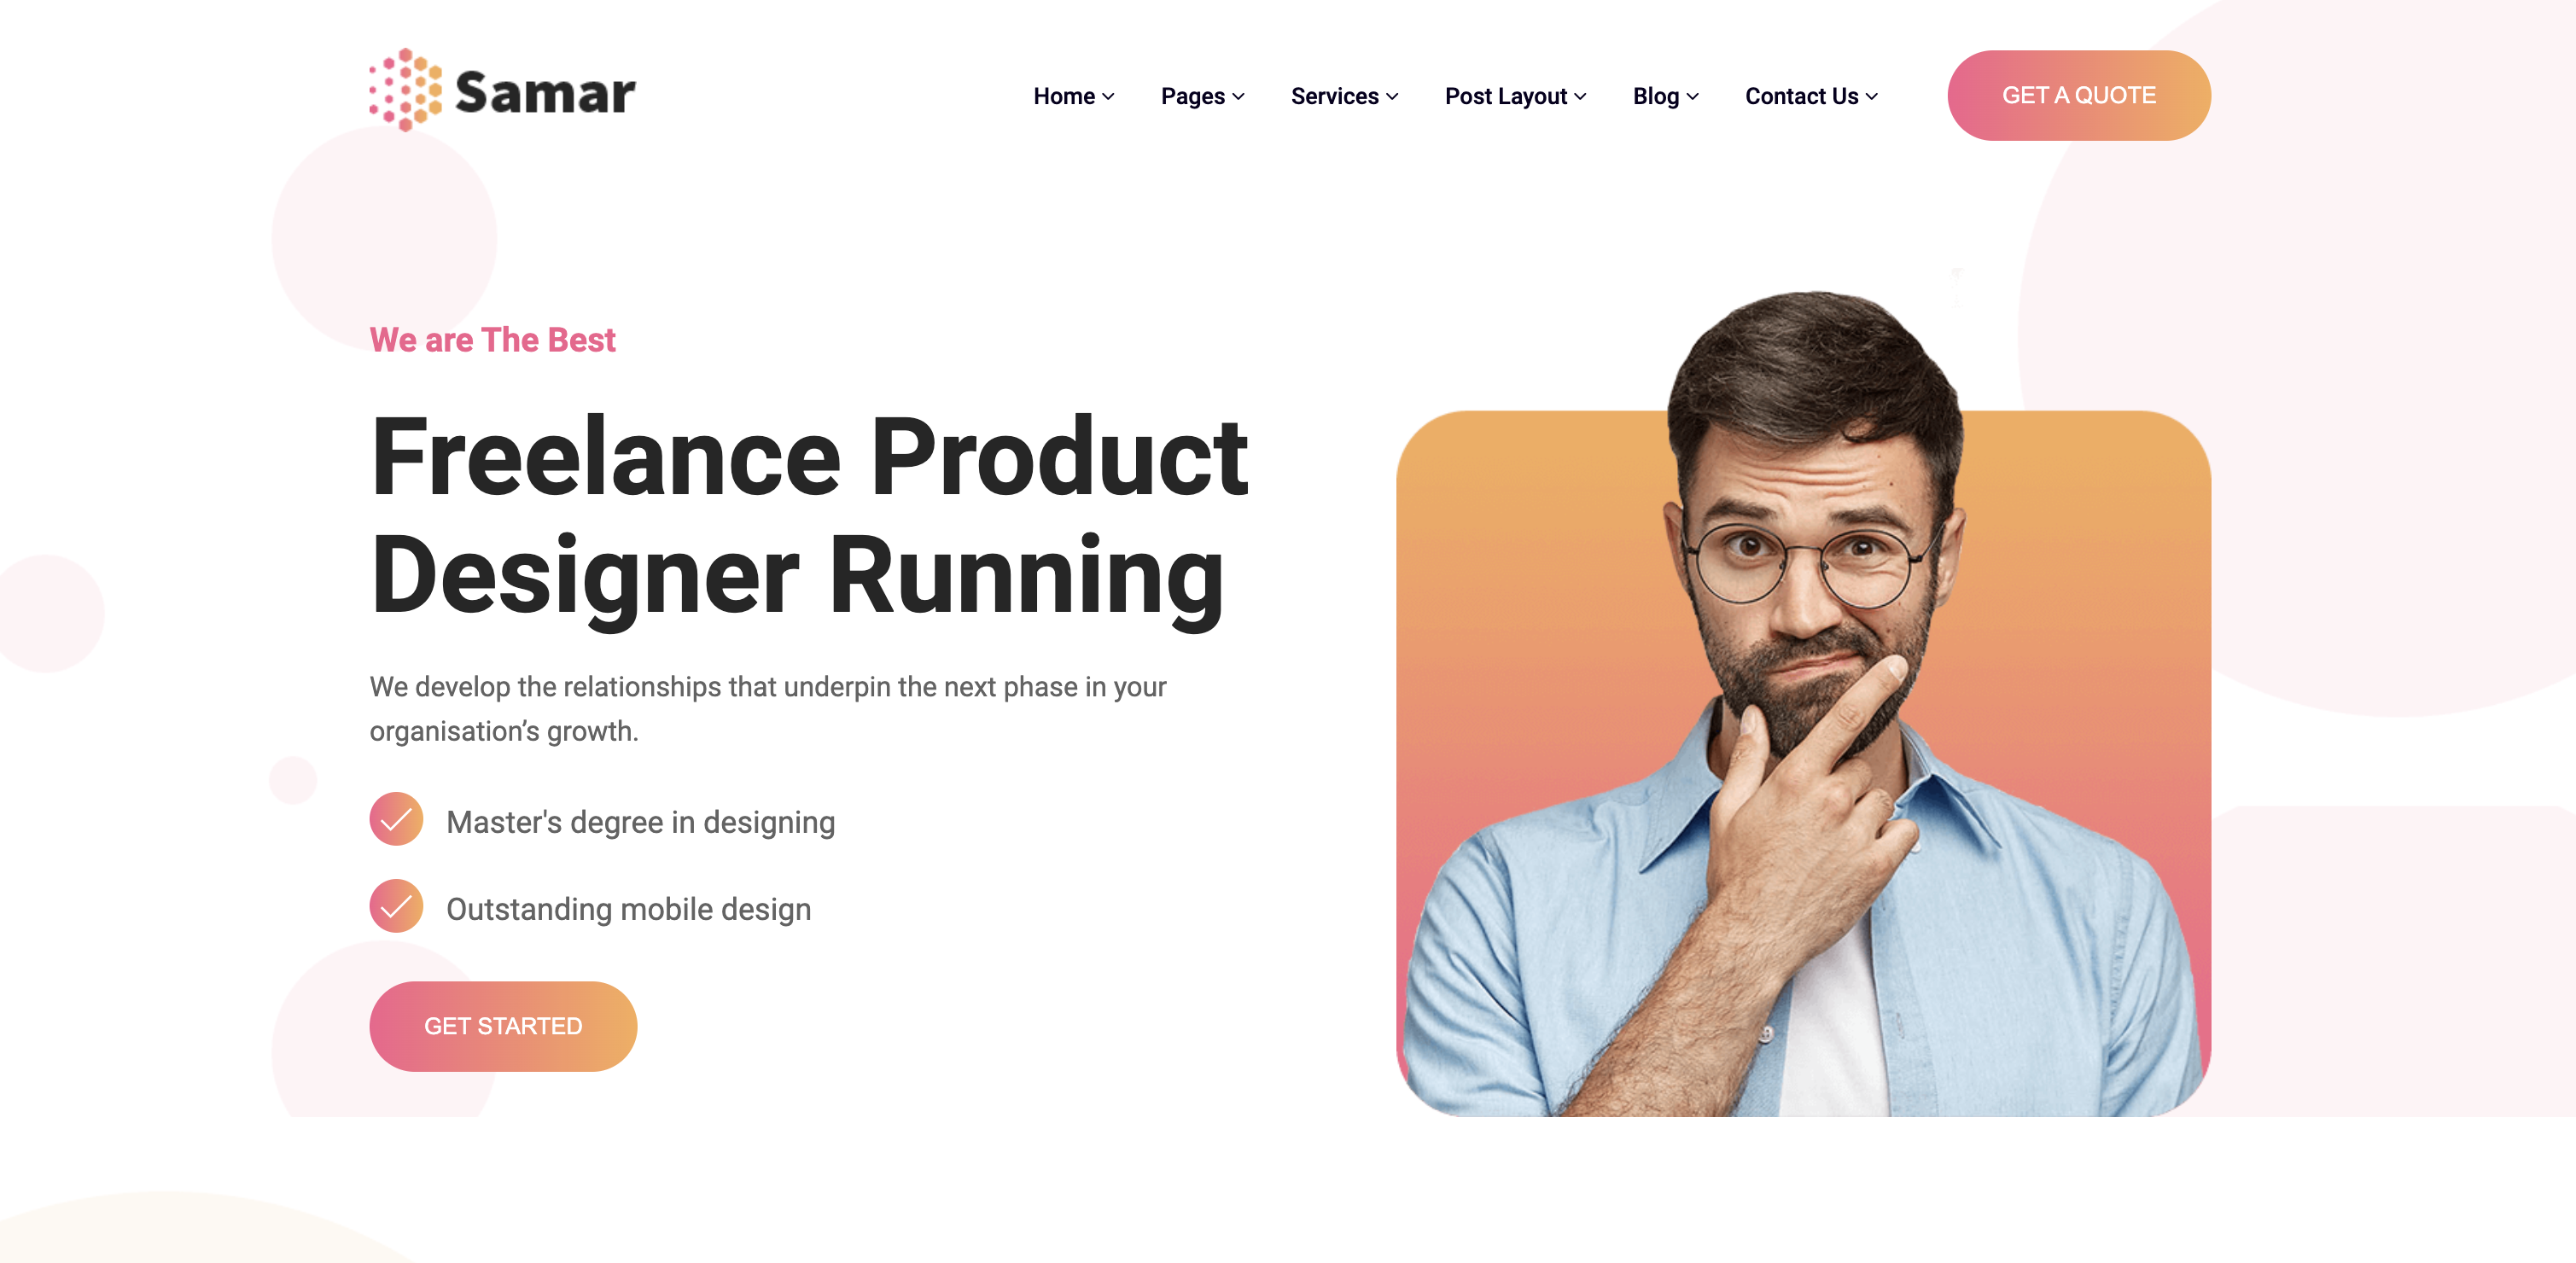 Samar
Home
Pages
Services
Post Layout
Blog
Contact Us
GET A QUOTE
We are The Best
Freelance Product
Designer Running
We develop the relationships that underpin the next phase in your
organisation’s growth.
Master's degree in designing
Outstanding mobile design
GET STARTED